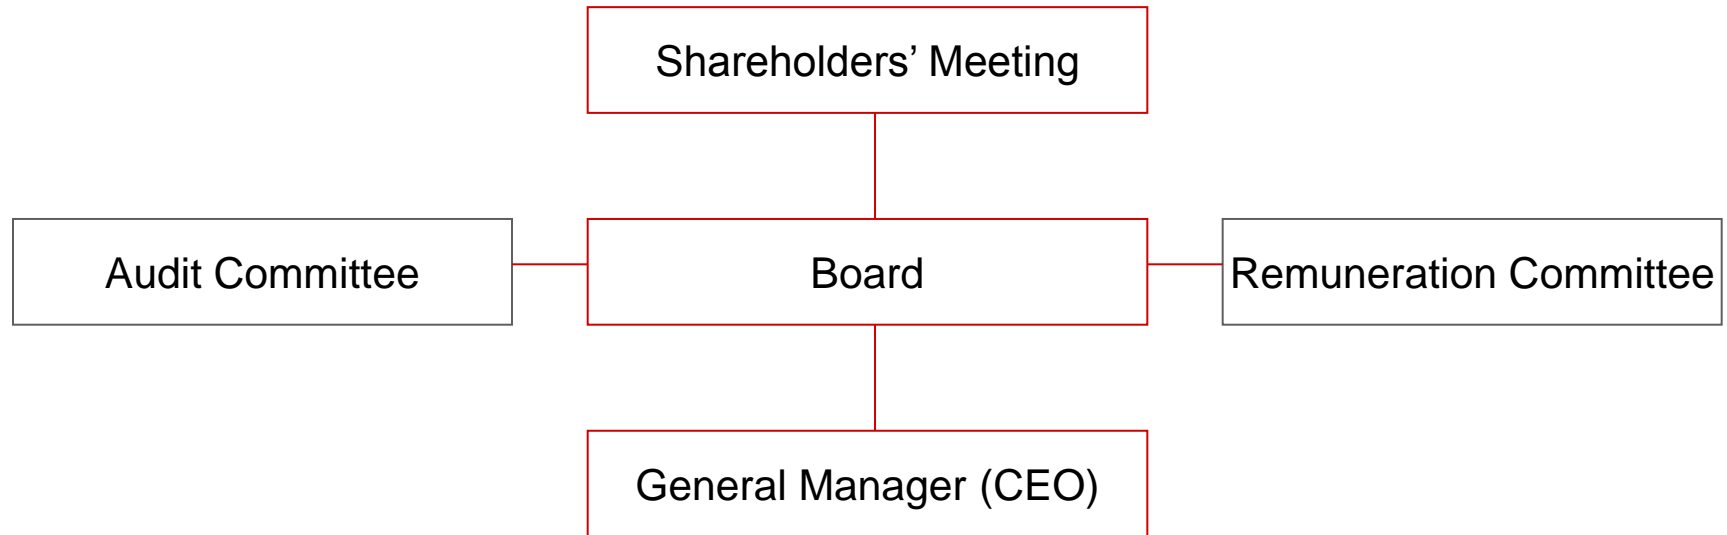 Shareholders’ Meeting
Audit Committee
Board
Remuneration Committee
General Manager (CEO)